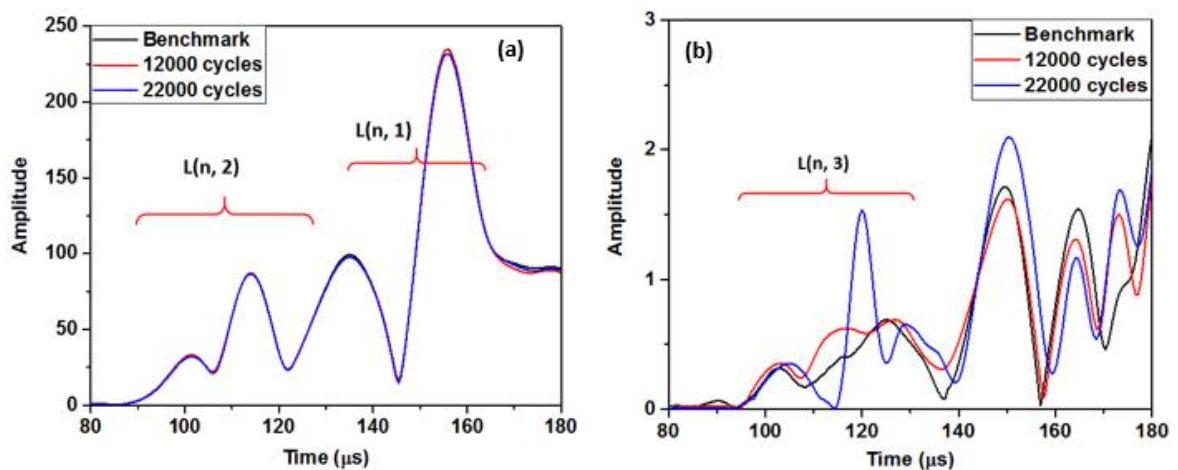 250
200
150
100
50
0
Amplitude
Benchmark
12000 cycles
22000 cycles
(a)
L(n, 2)
L(n, 1)
80 100 120 140 160 180
Time (μs)
3
2
1
0
Amplitude
(b)
Benchmark
12000 cycles
22000 cycles
L(n, 3)
80 100 120 140 160 180
Time (μs)